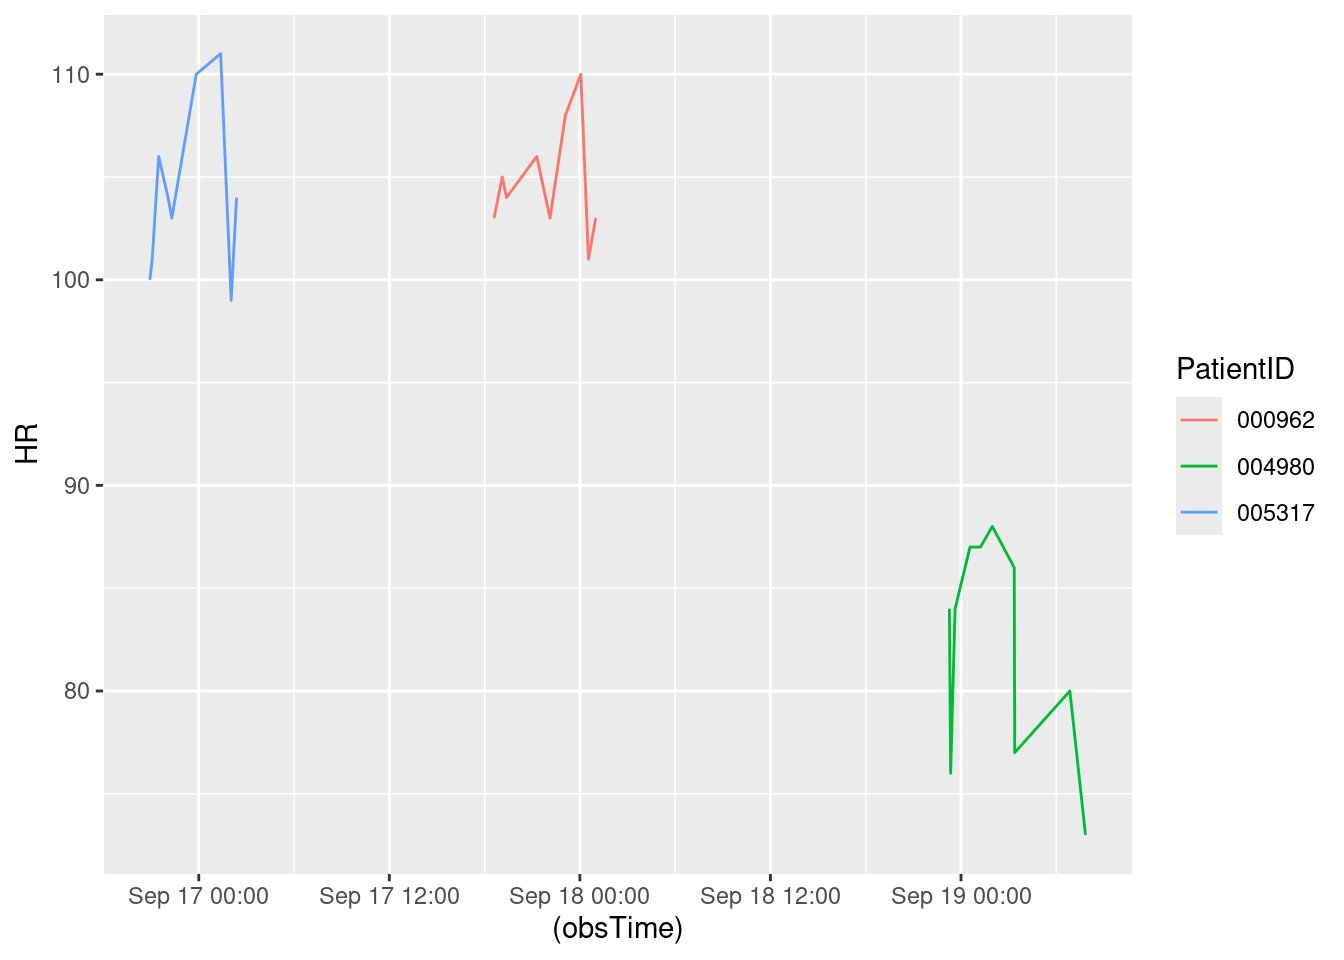 110
100
90
80
HR
Sep 17 00:00
Sep 17 12:00
Sep 18 00:00
Sep 18 12:00
Sep 19 00:00
(obsTime)
PatientID
000962
004980
005317